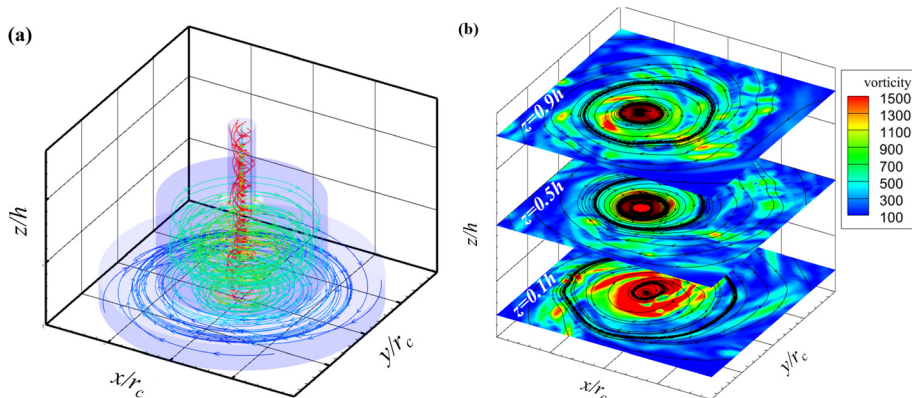 (a)
z/h
x/r_c
y/r_c
(b)
z=0.9h
z=0.5h
z=0.1h
z/h
x/r_c
y/r_c
vorticity
1500
1300
1100
900
700
500
300
100